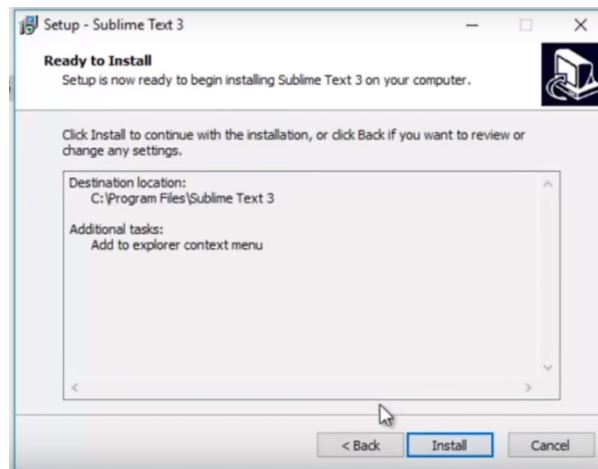 Setup - Sublime Text 3
Ready to Install
Setup is now ready to begin installing Sublime Text 3 on your computer.
Click Install to continue with the installation, or click Back if you want to review or
change any settings.
Destination location:
C:\Program Files\Sublime Text 3
Additional tasks:
Add to explorer context menu
< Back
Install
Cancel